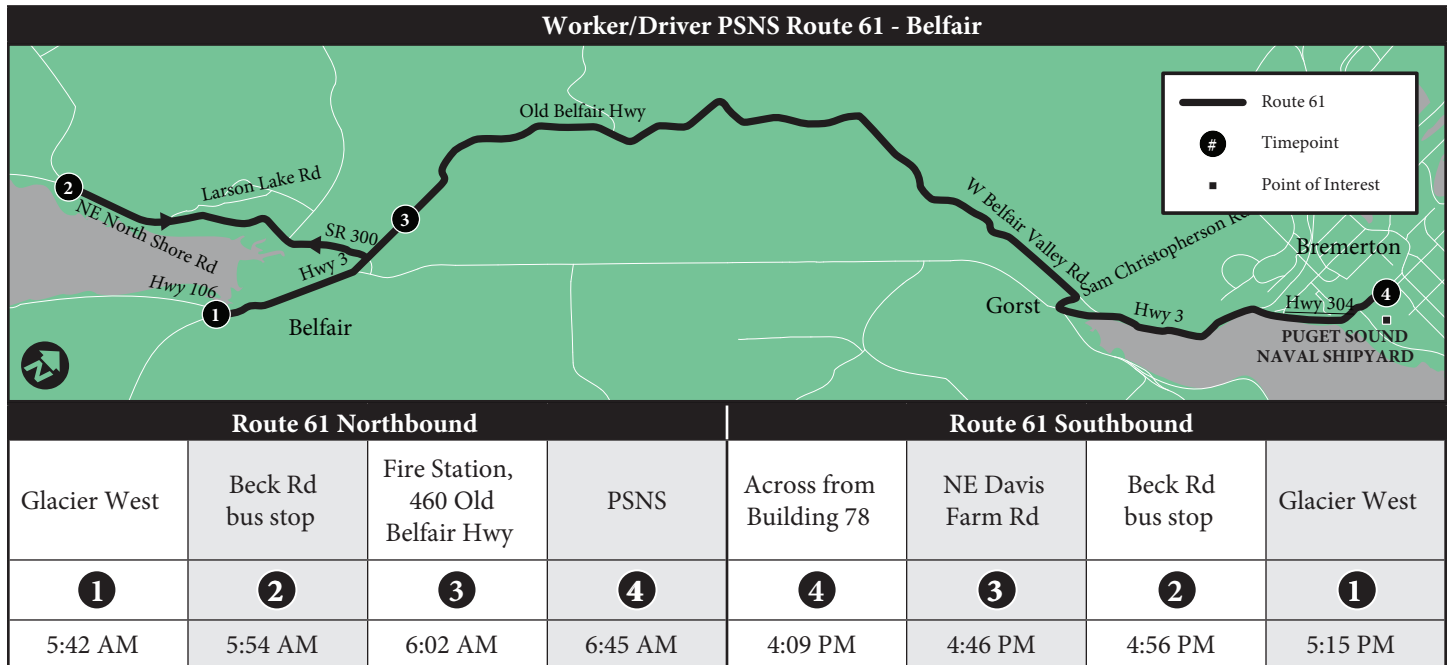 Worker/Driver PSNS Route 61 - Belfair
Route 61
#
Timepoint
Point of Interest
Old Belfair Hwy
2
Larson Lake Rd
NE North Shore Rd
3
SR 300
Hwy 3
Hwy 106
1
Belfair
W Belfair Valley Rd
Sam Christopherson Rd
Bremerton
Gorst
Hwy 3
Hwy 304
4
PUGET SOUND
NAVAL SHIPYARD
N
Route 61 Northbound
Route 61 Southbound
Glacier West
Beck Rd
bus stop
Fire Station,
460 Old
Belfair Hwy
PSNS
Across from
Building 78
NE Davis
Farm Rd
Beck Rd
bus stop
Glacier West
1
2
3
4
4
3
2
1
5:42 AM
5:54 AM
6:02 AM
6:45 AM
4:09 PM
4:46 PM
4:56 PM
5:15 PM